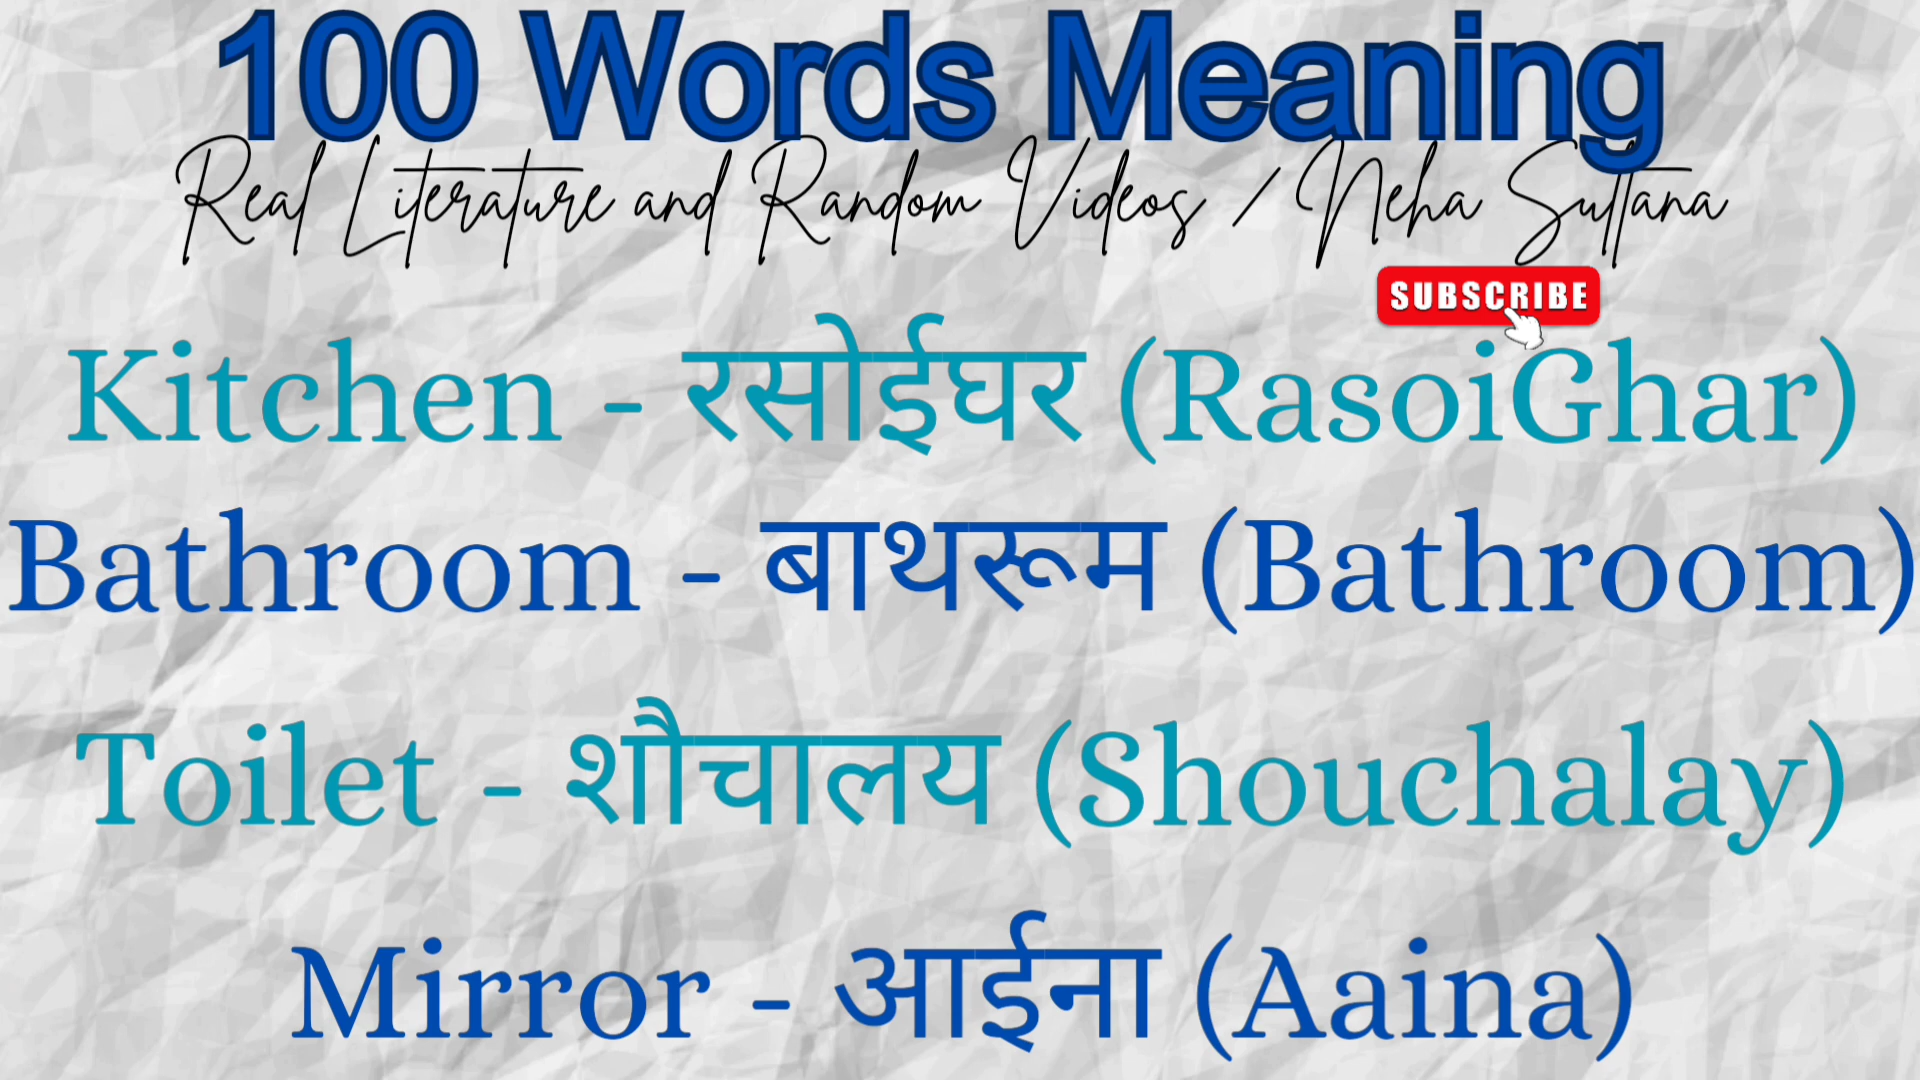 100 Words Meaning
Real Literature and Random Videos / Neha Sultana
SUBSCRIBE
Kitchen - रसोईघर (RasoiGhar)
Bathroom - बाथरूम (Bathroom)
Toilet - शौचालय (Shouchalay)
Mirror - आईना (Aaina)